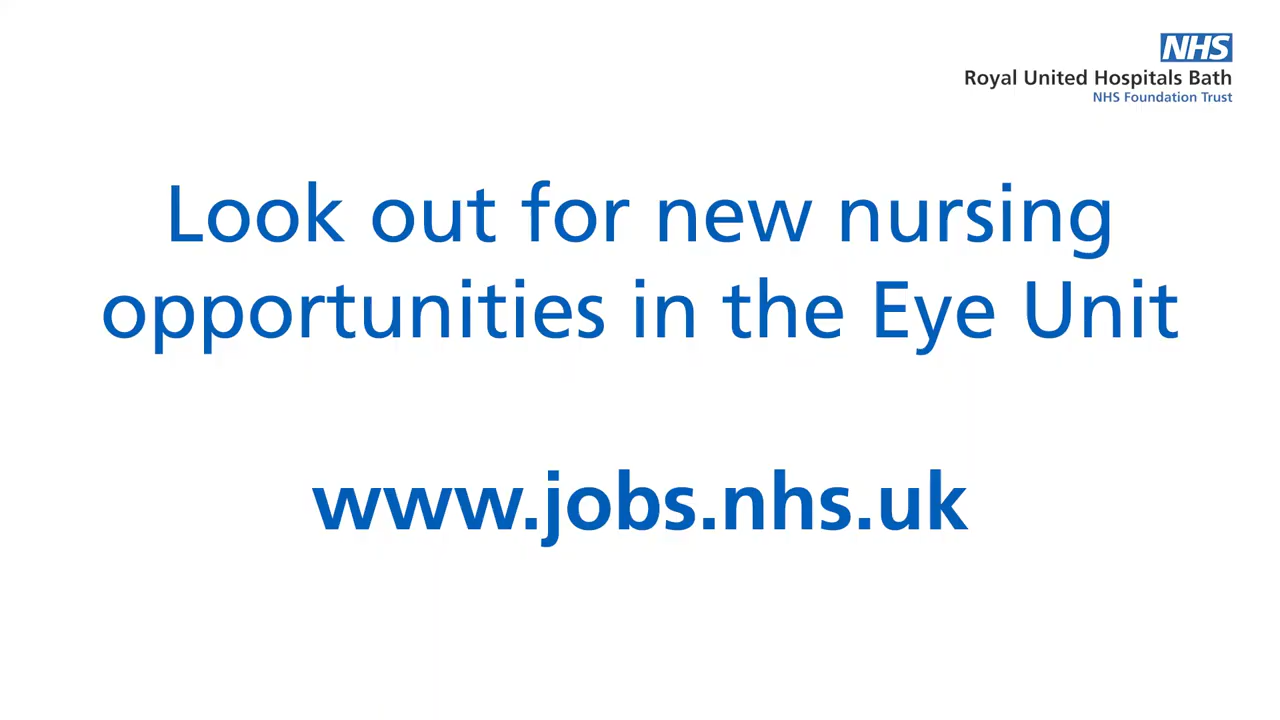 NHS
Royal United Hospitals Bath
NHS Foundation Trust
Look out for new nursing
opportunities in the Eye Unit
www.jobs.nhs.uk